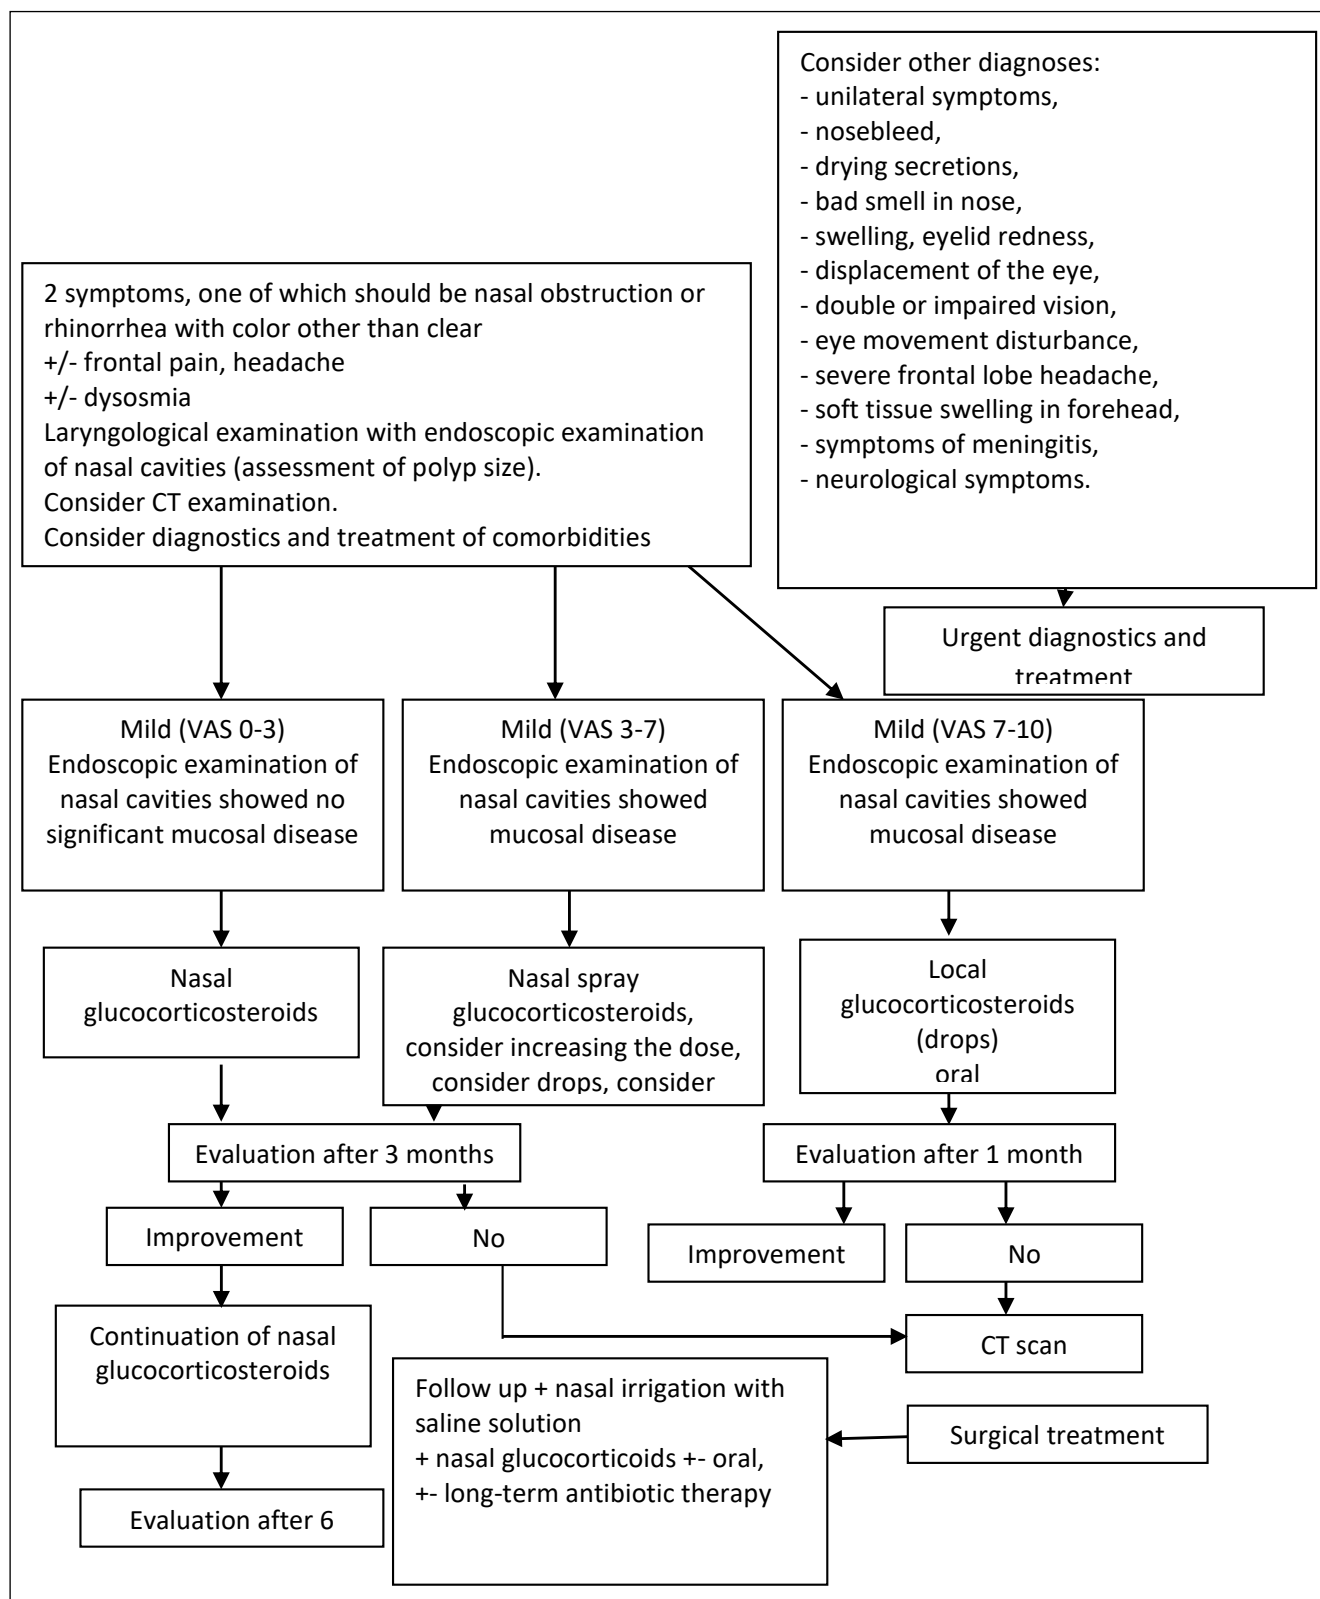 Consider other diagnoses:
- unilateral symptoms,
- nosebleed,
- drying secretions,
- bad smell in nose,
- swelling, eyelid redness,
- displacement of the eye,
- double or impaired vision,
- eye movement disturbance,
- severe frontal lobe headache,
- soft tissue swelling in forehead,
- symptoms of meningitis,
- neurological symptoms.
2 symptoms, one of which should be nasal obstruction or
rhinorrhea with color other than clear
+/- frontal pain, headache
+/- dysosmia
Laryngological examination with endoscopic examination
of nasal cavities (assessment of polyp size).
Consider CT examination.
Consider diagnostics and treatment of comorbidities
Urgent diagnostics and
treatment
Mild (VAS 0-3)
Endoscopic examination of
nasal cavities showed no
significant mucosal disease
Mild (VAS 3-7)
Endoscopic examination of
nasal cavities showed
mucosal disease
Mild (VAS 7-10)
Endoscopic examination of
nasal cavities showed
mucosal disease
Nasal
glucocorticosteroids
Nasal spray
glucocorticosteroids,
consider increasing the dose,
consider drops, consider
Local
glucocorticosteroids
(drops)
oral
Evaluation after 3 months
Evaluation after 1 month
Improvement
No
Improvement
No
Continuation of nasal
glucocorticosteroids
CT scan
Follow up + nasal irrigation with
saline solution
+ nasal glucocorticoids +- oral,
+- long-term antibiotic therapy
Surgical treatment
Evaluation after 6